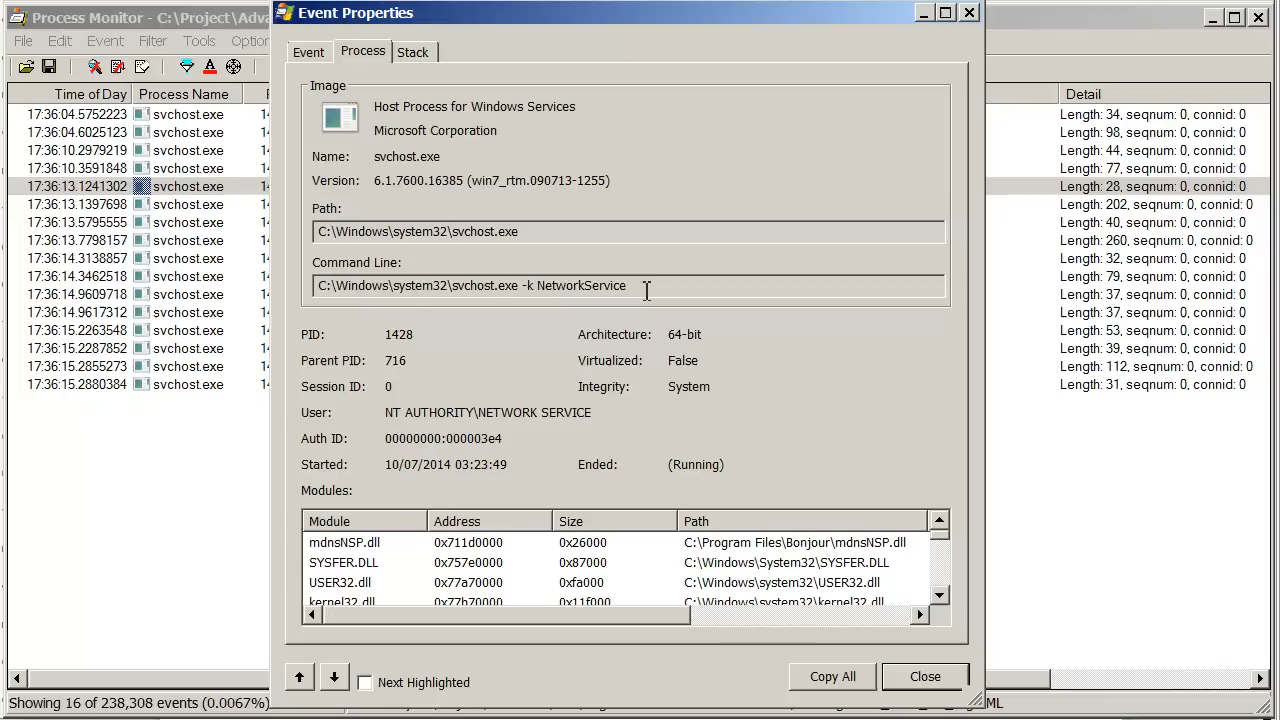 Process Monitor - C:\Project\Adva
File Edit Event Filter Tools Option
Time of Day Process Name
17:36:04.5752223 svchost.exe
17:36:04.6025123 svchost.exe
17:36:10.2979219 svchost.exe
17:36:10.3591848 svchost.exe
17:36:13.1241302 svchost.exe
17:36:13.1397698 svchost.exe
17:36:13.5795555 svchost.exe
17:36:13.7798157 svchost.exe
17:36:14.3138857 svchost.exe
17:36:14.3462518 svchost.exe
17:36:14.9609718 svchost.exe
17:36:14.9617312 svchost.exe
17:36:15.2263548 svchost.exe
17:36:15.2287852 svchost.exe
17:36:15.2855273 svchost.exe
17:36:15.2880384 svchost.exe
Event Properties
Event Process Stack
Image
Host Process for Windows Services
Microsoft Corporation
Name: svchost.exe
Version: 6.1.7600.16385 (win7_rtm.090713-1255)
Path:
C:\Windows\system32\svchost.exe
Command Line:
C:\Windows\system32\svchost.exe -k NetworkService
PID: 1428 Architecture: 64-bit
Parent PID: 716 Virtualized: False
Session ID: 0 Integrity: System
User: NT AUTHORITY\NETWORK SERVICE
Auth ID: 00000000:000003e4
Started: 10/07/2014 03:23:49 Ended: (Running)
Modules:
Module Address Size Path
mdnsNSP.dll 0x711d0000 0x26000 C:\Program Files\Bonjour\mdnsNSP.dll
SYSFER.DLL 0x757e0000 0x87000 C:\Windows\System32\SYSFER.DLL
USER32.dll 0x77a70000 0xfa000 C:\Windows\system32\USER32.dll
kernel32.dll 0x77b70000 0x11f000 C:\Windows\system32\kernel32.dll
Next Highlighted
Copy All
Close
Detail
Length: 34, seqnum: 0, connid: 0
Length: 98, seqnum: 0, connid: 0
Length: 44, seqnum: 0, connid: 0
Length: 77, seqnum: 0, connid: 0
Length: 28, seqnum: 0, connid: 0
Length: 202, seqnum: 0, connid: 0
Length: 40, seqnum: 0, connid: 0
Length: 260, seqnum: 0, connid: 0
Length: 32, seqnum: 0, connid: 0
Length: 79, seqnum: 0, connid: 0
Length: 37, seqnum: 0, connid: 0
Length: 37, seqnum: 0, connid: 0
Length: 53, seqnum: 0, connid: 0
Length: 39, seqnum: 0, connid: 0
Length: 112, seqnum: 0, connid: 0
Length: 31, seqnum: 0, connid: 0
Showing 16 of 238,308 events (0.0067%)